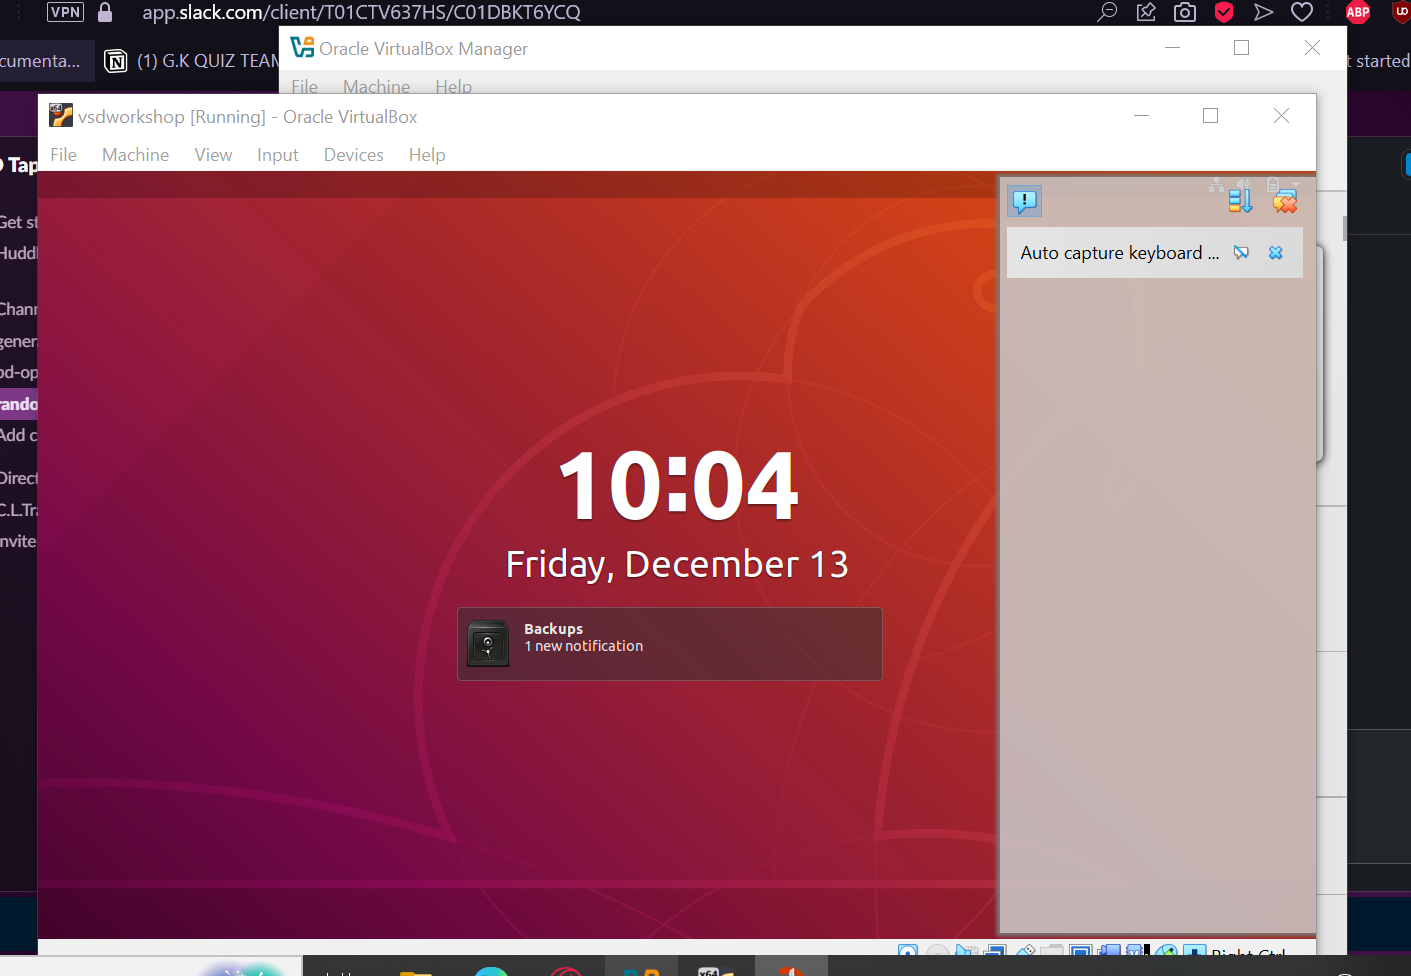 VPN
app.slack.com/client/T01CTV637HS/C01DBKT6YCQ
ABP
cumenta...
(1) G.K QUIZ TEAM
t started
Oracle VirtualBox Manager
File Machine Help
vsdworkshop [Running] - Oracle VirtualBox
File Machine View Input Devices Help
Tap
Get st
Huddl
Chann
gener
od-op
rando
Add c
Direct
C.L.Tra
nvite
Auto capture keyboard ...
10:04
Friday, December 13
Backups
1 new notification
Right Ctrl
x64